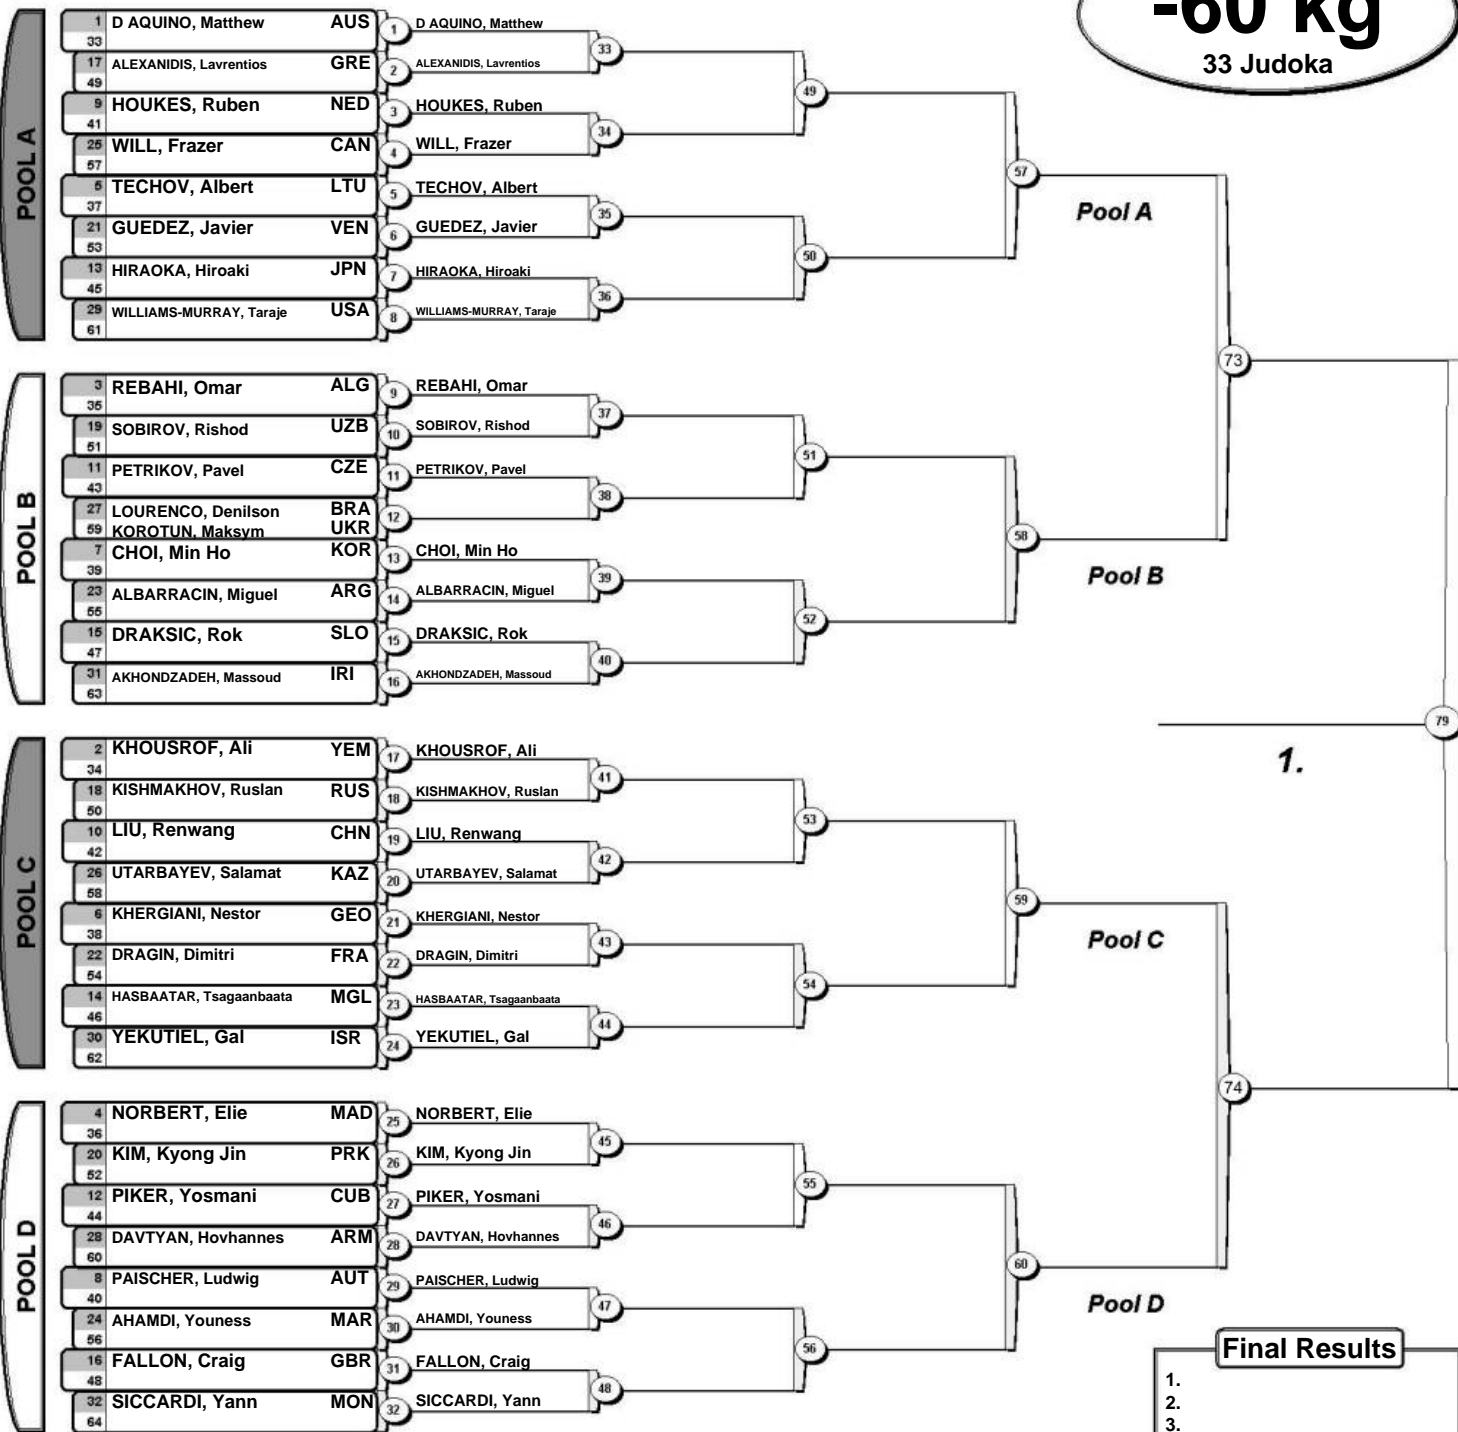 -60 kg
33 Judoka
POOL A
1 D AQUINO, Matthew AUS 1 D AQUINO, Matthew
33
33
17 ALEXANIDIS, Lavrentios GRE 2 ALEXANIDIS, Lavrentios
49
49
9 HOUKES, Ruben NED 3 HOUKES, Ruben
41
34
25 WILL, Frazer CAN 4 WILL, Frazer
57
57
5 TECHOV, Albert LTU 5 TECHOV, Albert
37
35
Pool A
21 GUEDEZ, Javier VEN 6 GUEDEZ, Javier
53
50
13 HIRAOKA, Hiroaki JPN 7 HIRAOKA, Hiroaki
45
36
29 WILLIAMS-MURRAY, Taraje USA 8 WILLIAMS-MURRAY, Taraje
61
73
POOL B
3 REBAHI, Omar ALG 9 REBAHI, Omar
35
37
19 SOBIROV, Rishod UZB 10 SOBIROV, Rishod
51
51
11 PETRIKOV, Pavel CZE 11 PETRIKOV, Pavel
43
38
27 LOURENCO, Denilson BRA 12
59 KOROTUN, Maksym UKR
58
7 CHOI, Min Ho KOR 13 CHOI, Min Ho
39
39
Pool B
23 ALBARRACIN, Miguel ARG 14 ALBARRACIN, Miguel
55
52
15 DRAKSIC, Rok SLO 15 DRAKSIC, Rok
47
40
31 AKHONDZADEH, Massoud IRI 16 AKHONDZADEH, Massoud
63
79
1.
POOL C
2 KHOUSROF, Ali YEM 17 KHOUSROF, Ali
34
41
18 KISHMAKHOV, Ruslan RUS 18 KISHMAKHOV, Ruslan
50
53
10 LIU, Renwang CHN 19 LIU, Renwang
42
42
26 UTARBAYEV, Salamat KAZ 20 UTARBAYEV, Salamat
58
59
6 KHERGIANI, Nestor GEO 21 KHERGIANI, Nestor
38
43
Pool C
22 DRAGIN, Dimitri FRA 22 DRAGIN, Dimitri
54
54
14 HASBAATAR, Tsagaanbaata MGL 23 HASBAATAR, Tsagaanbaata
46
44
30 YEKUTIEL, Gal ISR 24 YEKUTIEL, Gal
62
74
POOL D
4 NORBERT, Elie MAD 25 NORBERT, Elie
36
45
20 KIM, Kyong Jin PRK 26 KIM, Kyong Jin
52
55
12 PIKER, Yosmani CUB 27 PIKER, Yosmani
44
46
28 DAVTYAN, Hovhannes ARM 28 DAVTYAN, Hovhannes
60
60
8 PAISCHER, Ludwig AUT 29 PAISCHER, Ludwig
40
47
Pool D
24 AHAMDI, Youness MAR 30 AHAMDI, Youness
56
56
16 FALLON, Craig GBR 31 FALLON, Craig
48
48
32 SICCARDI, Yann MON 32 SICCARDI, Yann
64
Final Results
1.
2.
3.